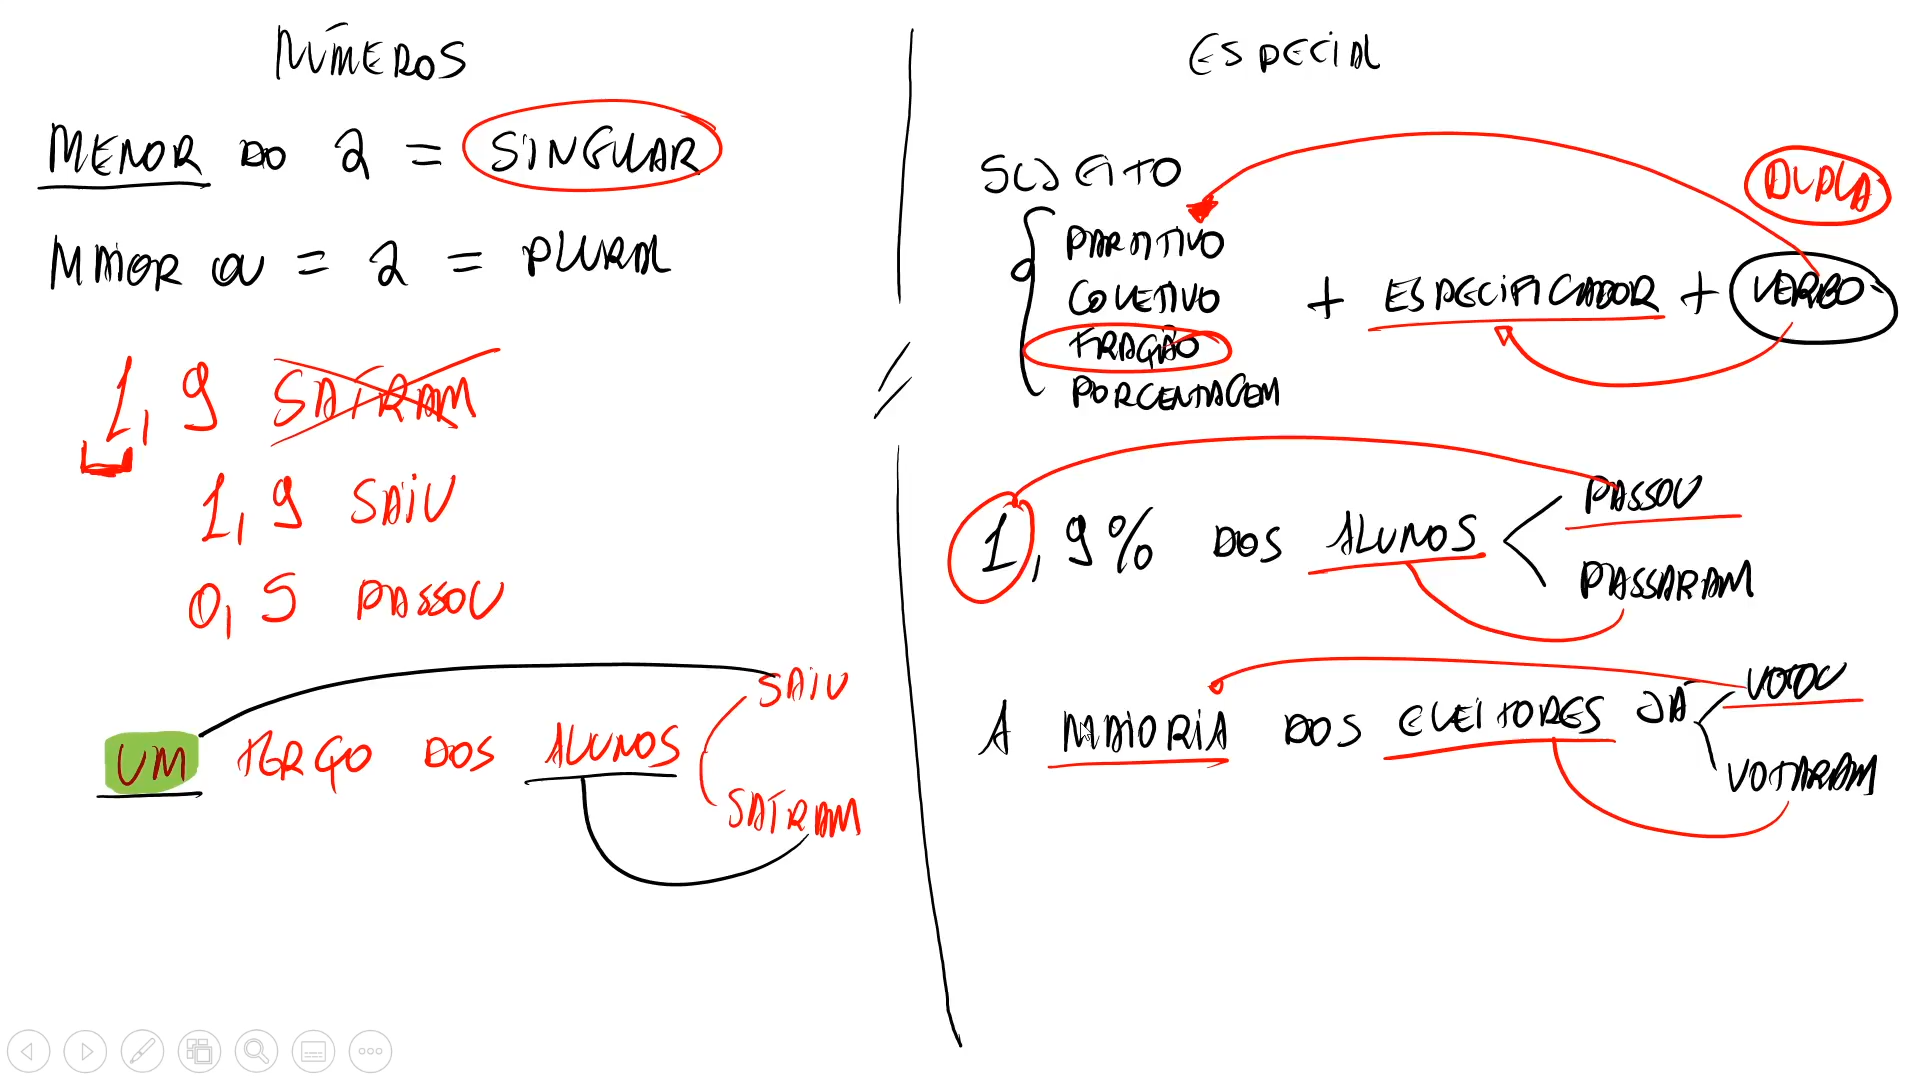 NÚMEROS
MENOR DO 2 = SINGULAR
MAIOR OU = 2 = PLURAL
1,9 SAÍRAM
1,9 SAIU
0,5 PASSOU
SAIU
UM TERÇO DOS ALUNOS
SAÍRAM
ESPECIAL
DUPLA
SUJEITO
PARTITIVO
COLETIVO
+ ESPECIFICADOR + VERBO
FRAÇÃO
PORCENTAGEM
PASSOU
1,9% DOS ALUNOS
PASSARAM
VOTOU
A MAIORIA DOS ELEITORES JÁ
VOTARAM